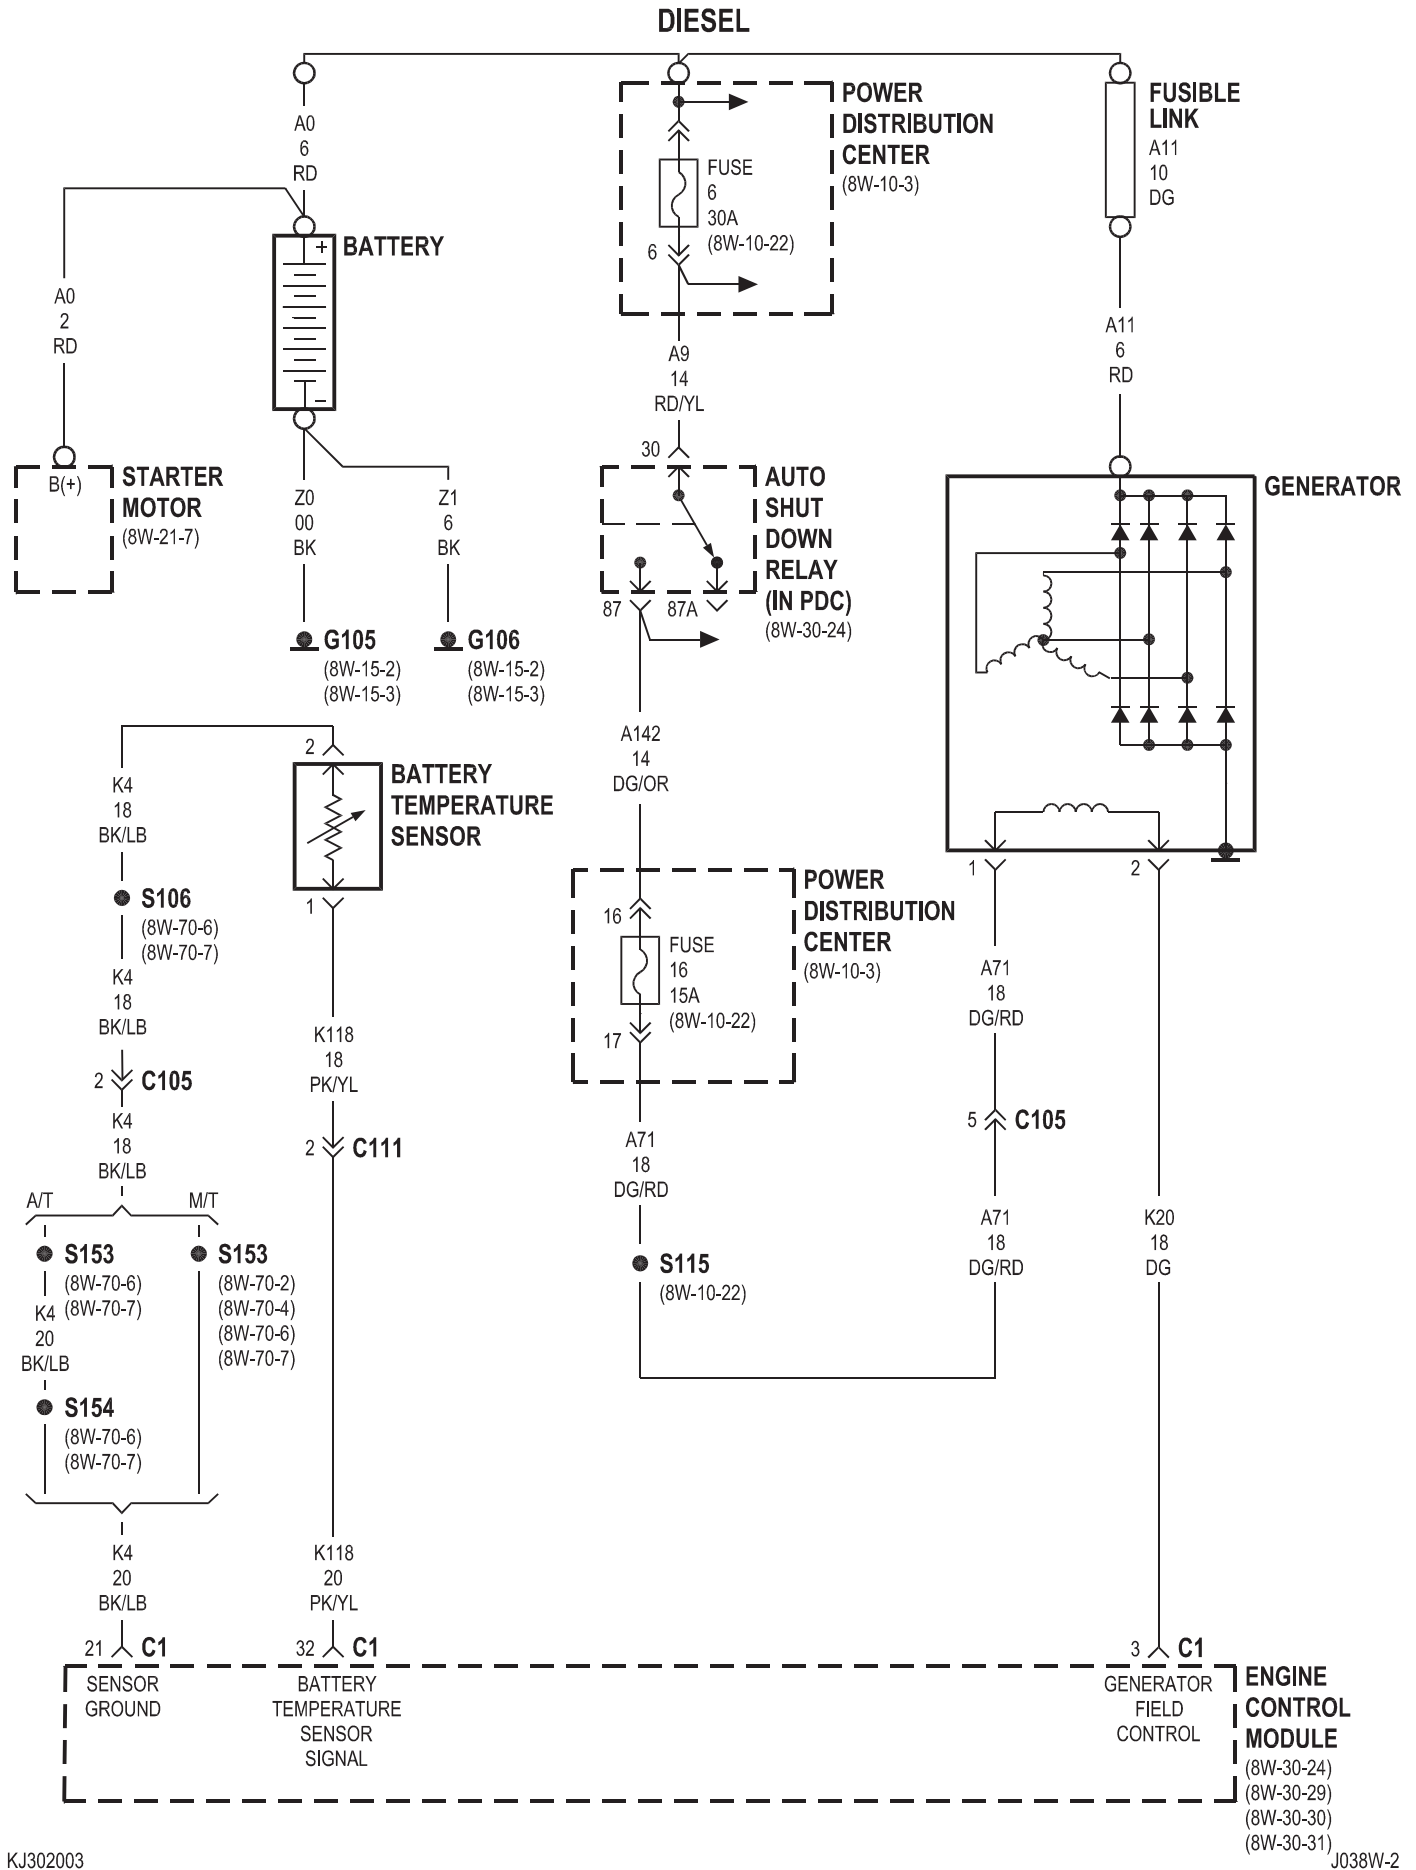 DIESEL
A0
6
RD
POWER
DISTRIBUTION
CENTER
(8W-10-3)
FUSE
6
30A
(8W-10-22)
6
FUSIBLE
LINK
A11
10
DG
+
BATTERY
−
A0
2
RD
A9
14
RD/YL
A11
6
RD
B(+)
STARTER
MOTOR
(8W-21-7)
Z0
00
BK
Z1
6
BK
30
AUTO
SHUT
DOWN
RELAY
(IN PDC)
(8W-30-24)
87
87A
GENERATOR
G105
(8W-15-2)
(8W-15-3)
G106
(8W-15-2)
(8W-15-3)
2
BATTERY
TEMPERATURE
SENSOR
1
K4
18
BK/LB
A142
14
DG/OR
1
2
S106
(8W-70-6)
(8W-70-7)
K4
18
BK/LB
16
FUSE
16
15A
(8W-10-22)
17
POWER
DISTRIBUTION
CENTER
(8W-10-3)
A71
18
DG/RD
K118
18
PK/YL
2
C105
K4
18
BK/LB
2
C111
A71
18
DG/RD
5
C105
A/T
M/T
S153
(8W-70-6)
(8W-70-7)
S153
(8W-70-2)
(8W-70-4)
(8W-70-6)
(8W-70-7)
K4
20
BK/LB
S154
(8W-70-6)
(8W-70-7)
S115
(8W-10-22)
A71
18
DG/RD
K20
18
DG
K4
20
BK/LB
K118
20
PK/YL
21
C1
32
C1
3
C1
SENSOR
GROUND
BATTERY
TEMPERATURE
SENSOR
SIGNAL
GENERATOR
FIELD
CONTROL
ENGINE
CONTROL
MODULE
(8W-30-24)
(8W-30-29)
(8W-30-30)
(8W-30-31)
KJ302003
J038W-2